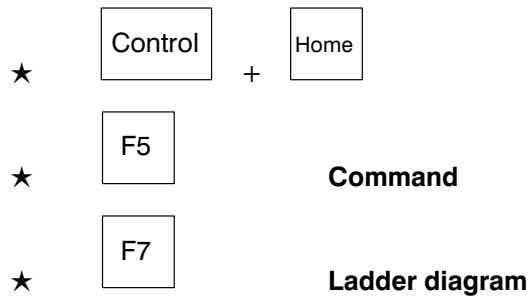 ★ Control + Home
★ F5 Command
★ F7 Ladder diagram